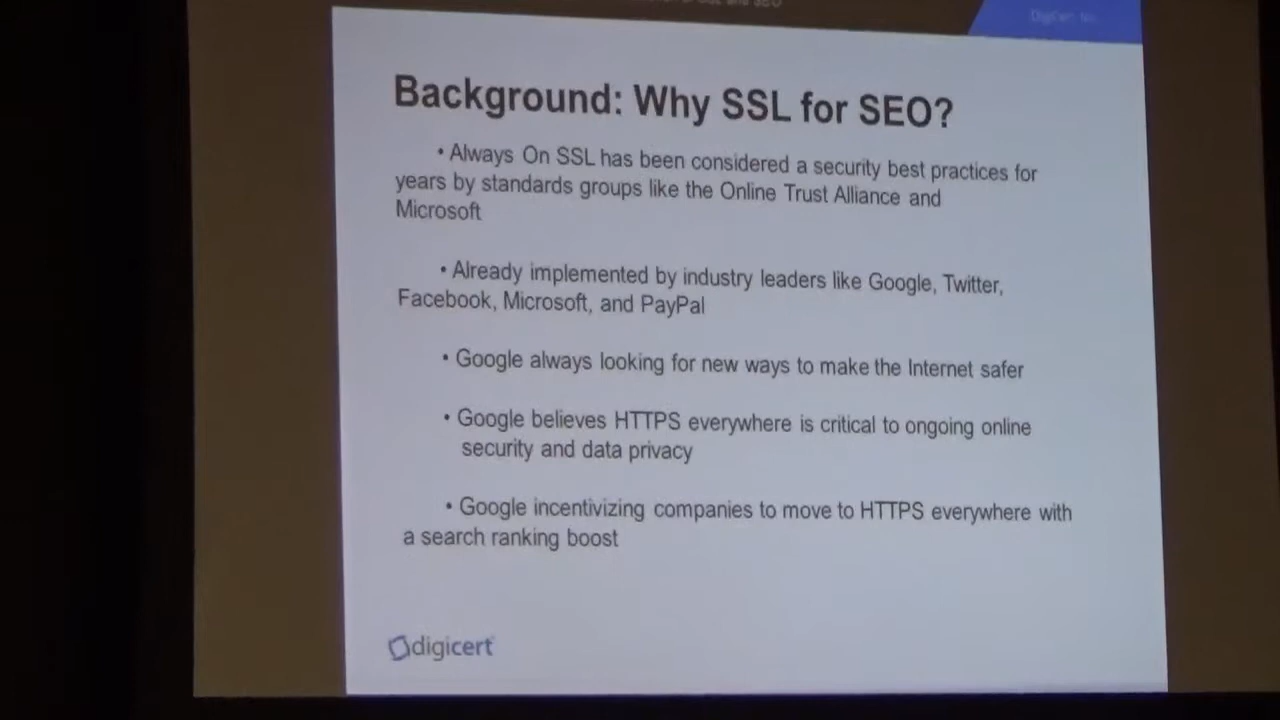 and SEO
Background: Why SSL for SEO?
• Always On SSL has been considered a security best practices for
years by standards groups like the Online Trust Alliance and
Microsoft
• Already implemented by industry leaders like Google, Twitter,
Facebook, Microsoft, and PayPal
• Google always looking for new ways to make the Internet safer
• Google believes HTTPS everywhere is critical to ongoing online
security and data privacy
• Google incentivizing companies to move to HTTPS everywhere with
a search ranking boost
digicert